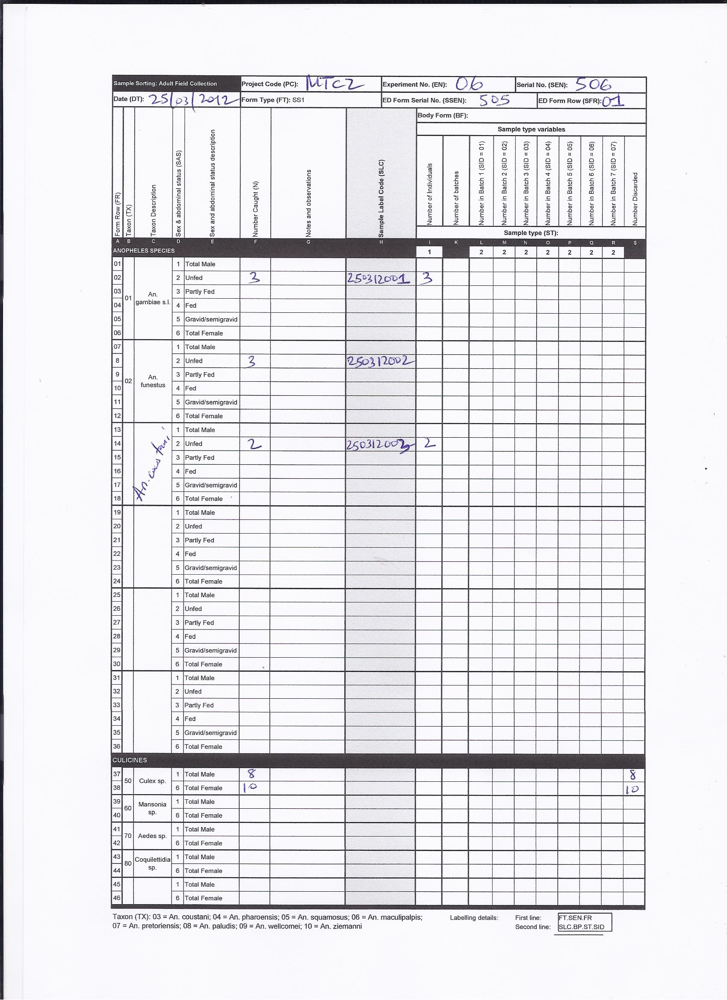 Sample Sorting: Adult Field Collection Project Code (PC): MTC2 Experiment No. (EN): 06 Serial No. (SEN): 506
Date (DT): 25/03/2012 Form Type (FT): SS1 ED Form Serial No. (SSEN): 505 ED Form Row (SFR): 01
Body Form (BF):
Sample type variables
Form Row (FR)
Taxon (TX)
Taxon Description
Sex & abdominal status (SAS)
Sex and abdominal status description
Number Caught (N)
Notes and observations
Sample Label Code (SLC)
Number of Individuals
Number of batches
Number in Batch 1 (SID = 01)
Number in Batch 2 (SID = 02)
Number in Batch 3 (SID = 03)
Number in Batch 4 (SID = 04)
Number in Batch 5 (SID = 05)
Number in Batch 6 (SID = 06)
Number in Batch 7 (SID = 07)
Number Discarded
Sample type (ST):
A B C D E F G H I K L M N O P Q R S
ANOPHELES SPECIES 1 2 2 2 2 2 2 2
01 1 Total Male
02 2 Unfed 3 250312001 3
03 3 Partly Fed
01 An. gambiae s.l.
04 4 Fed
05 5 Gravid/semigravid
06 6 Total Female
07 1 Total Male
8 2 Unfed 3 250312002
9 3 Partly Fed
02 An. funestus
10 4 Fed
11 5 Gravid/semigravid
12 6 Total Female
An. coustani
13 1 Total Male
14 2 Unfed 2 250312003 2
15 3 Partly Fed
16 4 Fed
17 5 Gravid/semigravid
18 6 Total Female
19 1 Total Male
20 2 Unfed
21 3 Partly Fed
22 4 Fed
23 5 Gravid/semigravid
24 6 Total Female
25 1 Total Male
26 2 Unfed
27 3 Partly Fed
28 4 Fed
29 5 Gravid/semigravid
30 6 Total Female
31 1 Total Male
32 2 Unfed
33 3 Partly Fed
34 4 Fed
35 5 Gravid/semigravid
36 6 Total Female
CULICINES
37 1 Total Male 8 8
50 Culex sp.
38 6 Total Female 10 10
39 1 Total Male
60 Mansonia sp.
40 6 Total Female
41 1 Total Male
70 Aedes sp.
42 6 Total Female
43 1 Total Male
80 Coquilettidia sp.
44 6 Total Female
45 1 Total Male
46 6 Total Female
Taxon (TX): 03 = An. coustani; 04 = An. pharoensis; 05 = An. squamosus; 06 = An. maculipalpis; Labelling details: First line: FT.SEN.FR
07 = An. pretoriensis; 08 = An. paludis; 09 = An. wellcomei; 10 = An. ziemanni Second line: SLC.BP.ST.SID